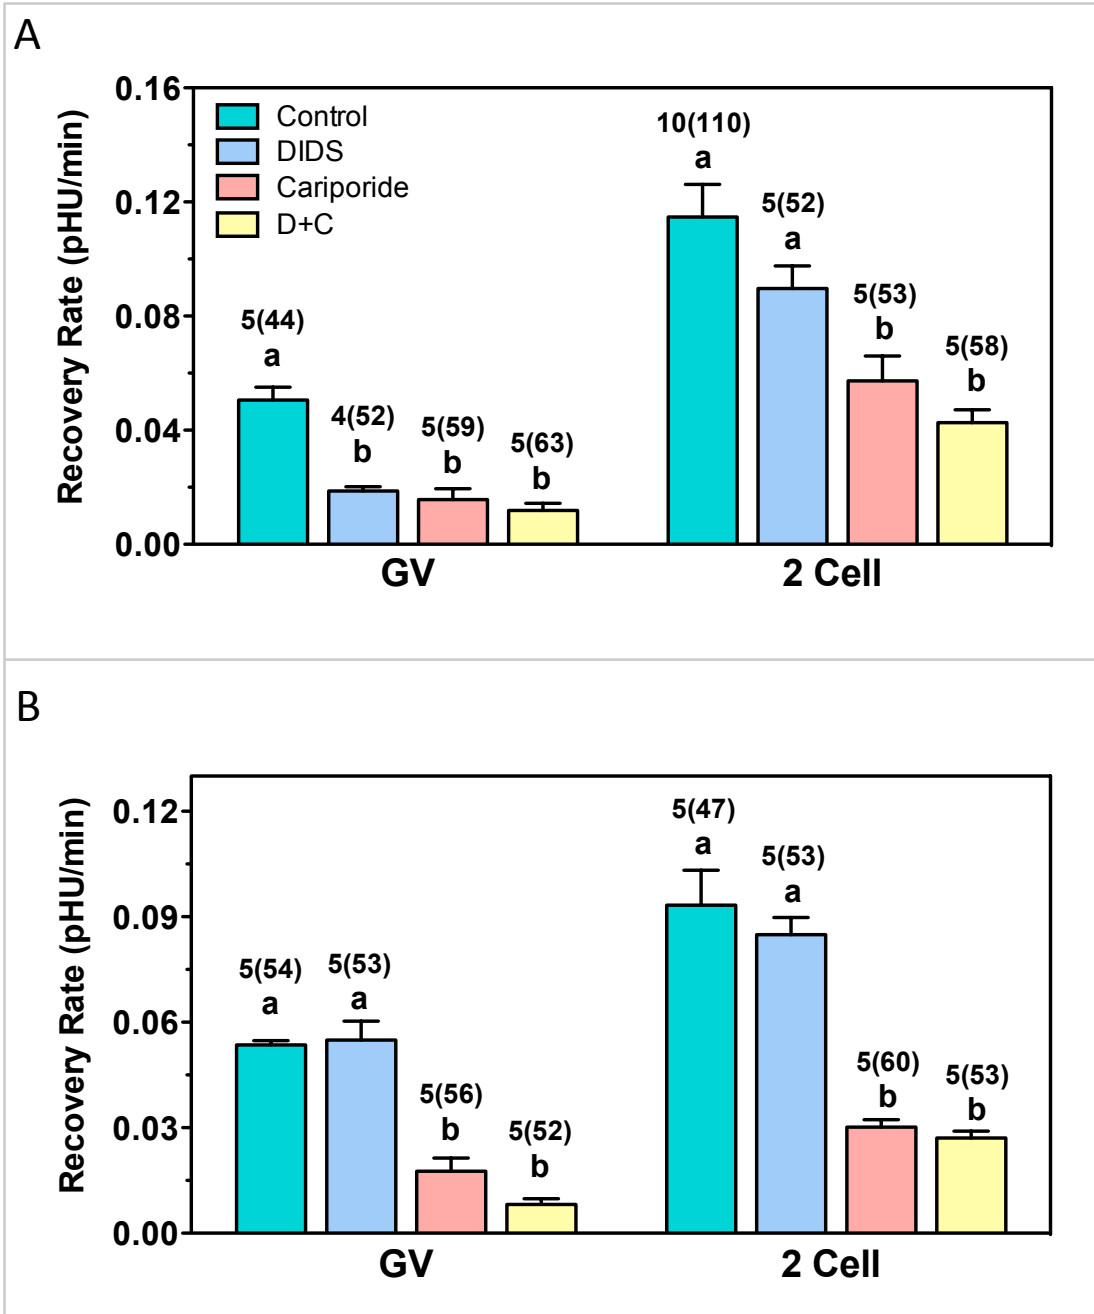 A
Recovery Rate (pHU/min)
0.16
0.12
0.08
0.04
0.00
Control
DIDS
Cariporide
D+C
5(44)
a
4(52)
b
5(59)
b
5(63)
b
10(110)
a
5(52)
a
5(53)
b
5(58)
b
GV
2 Cell
B
Recovery Rate (pHU/min)
0.12
0.09
0.06
0.03
0.00
5(54)
a
5(53)
a
5(56)
b
5(52)
b
5(47)
a
5(53)
a
5(60)
b
5(53)
b
GV
2 Cell